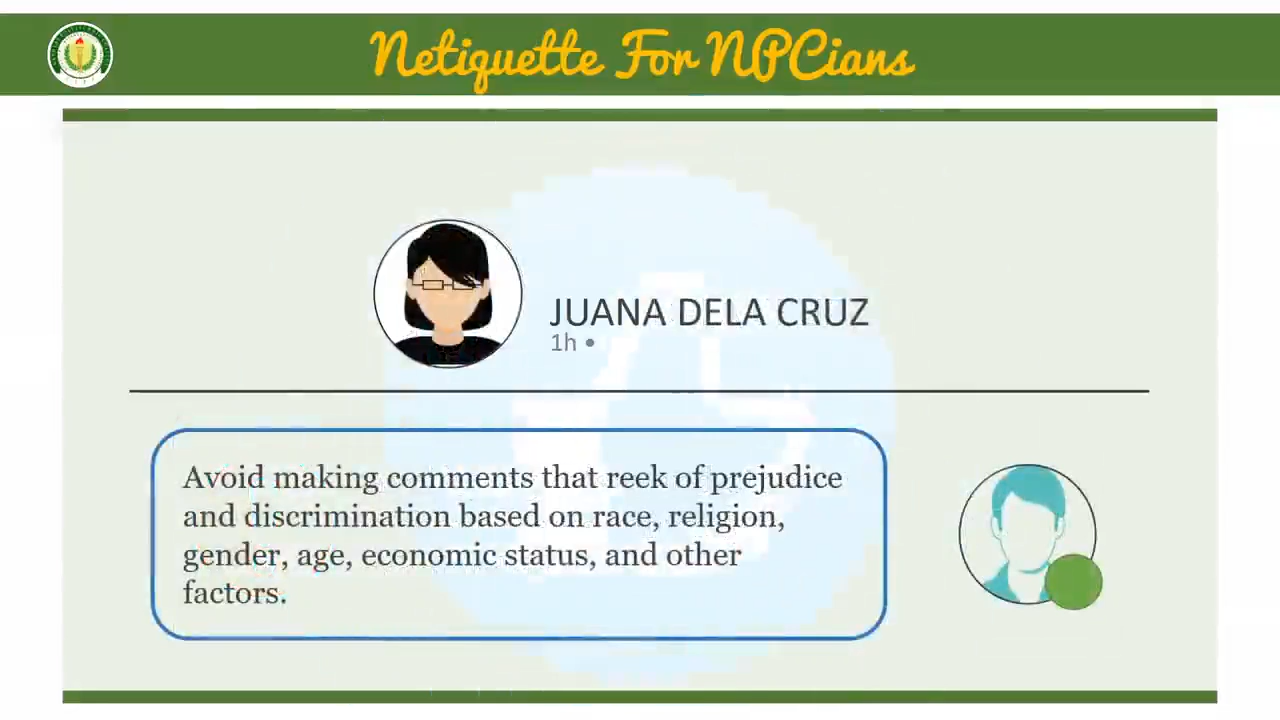 Netiquette For NPCians
JUANA DELA CRUZ
1h •
Avoid making comments that reek of prejudice
and discrimination based on race, religion,
gender, age, economic status, and other
factors.